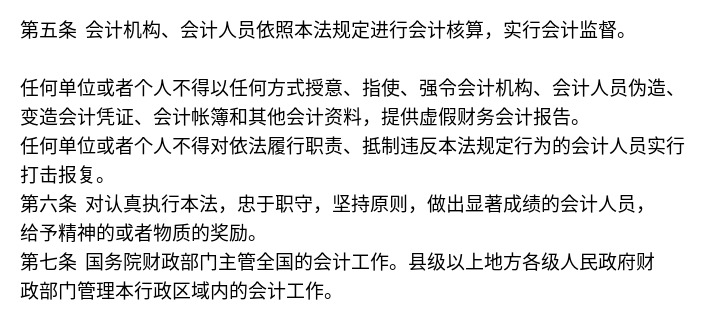 第五条 会计机构、会计人员依照本法规定进行会计核算，实行会计监督。
任何单位或者个人不得以任何方式授意、指使、强令会计机构、会计人员伪造、
变造会计凭证、会计帐簿和其他会计资料，提供虚假财务会计报告。
任何单位或者个人不得对依法履行职责、抵制违反本法规定行为的会计人员实行
打击报复。
第六条 对认真执行本法，忠于职守，坚持原则，做出显著成绩的会计人员，
给予精神的或者物质的奖励。
第七条 国务院财政部门主管全国的会计工作。县级以上地方各级人民政府财
政部门管理本行政区域内的会计工作。